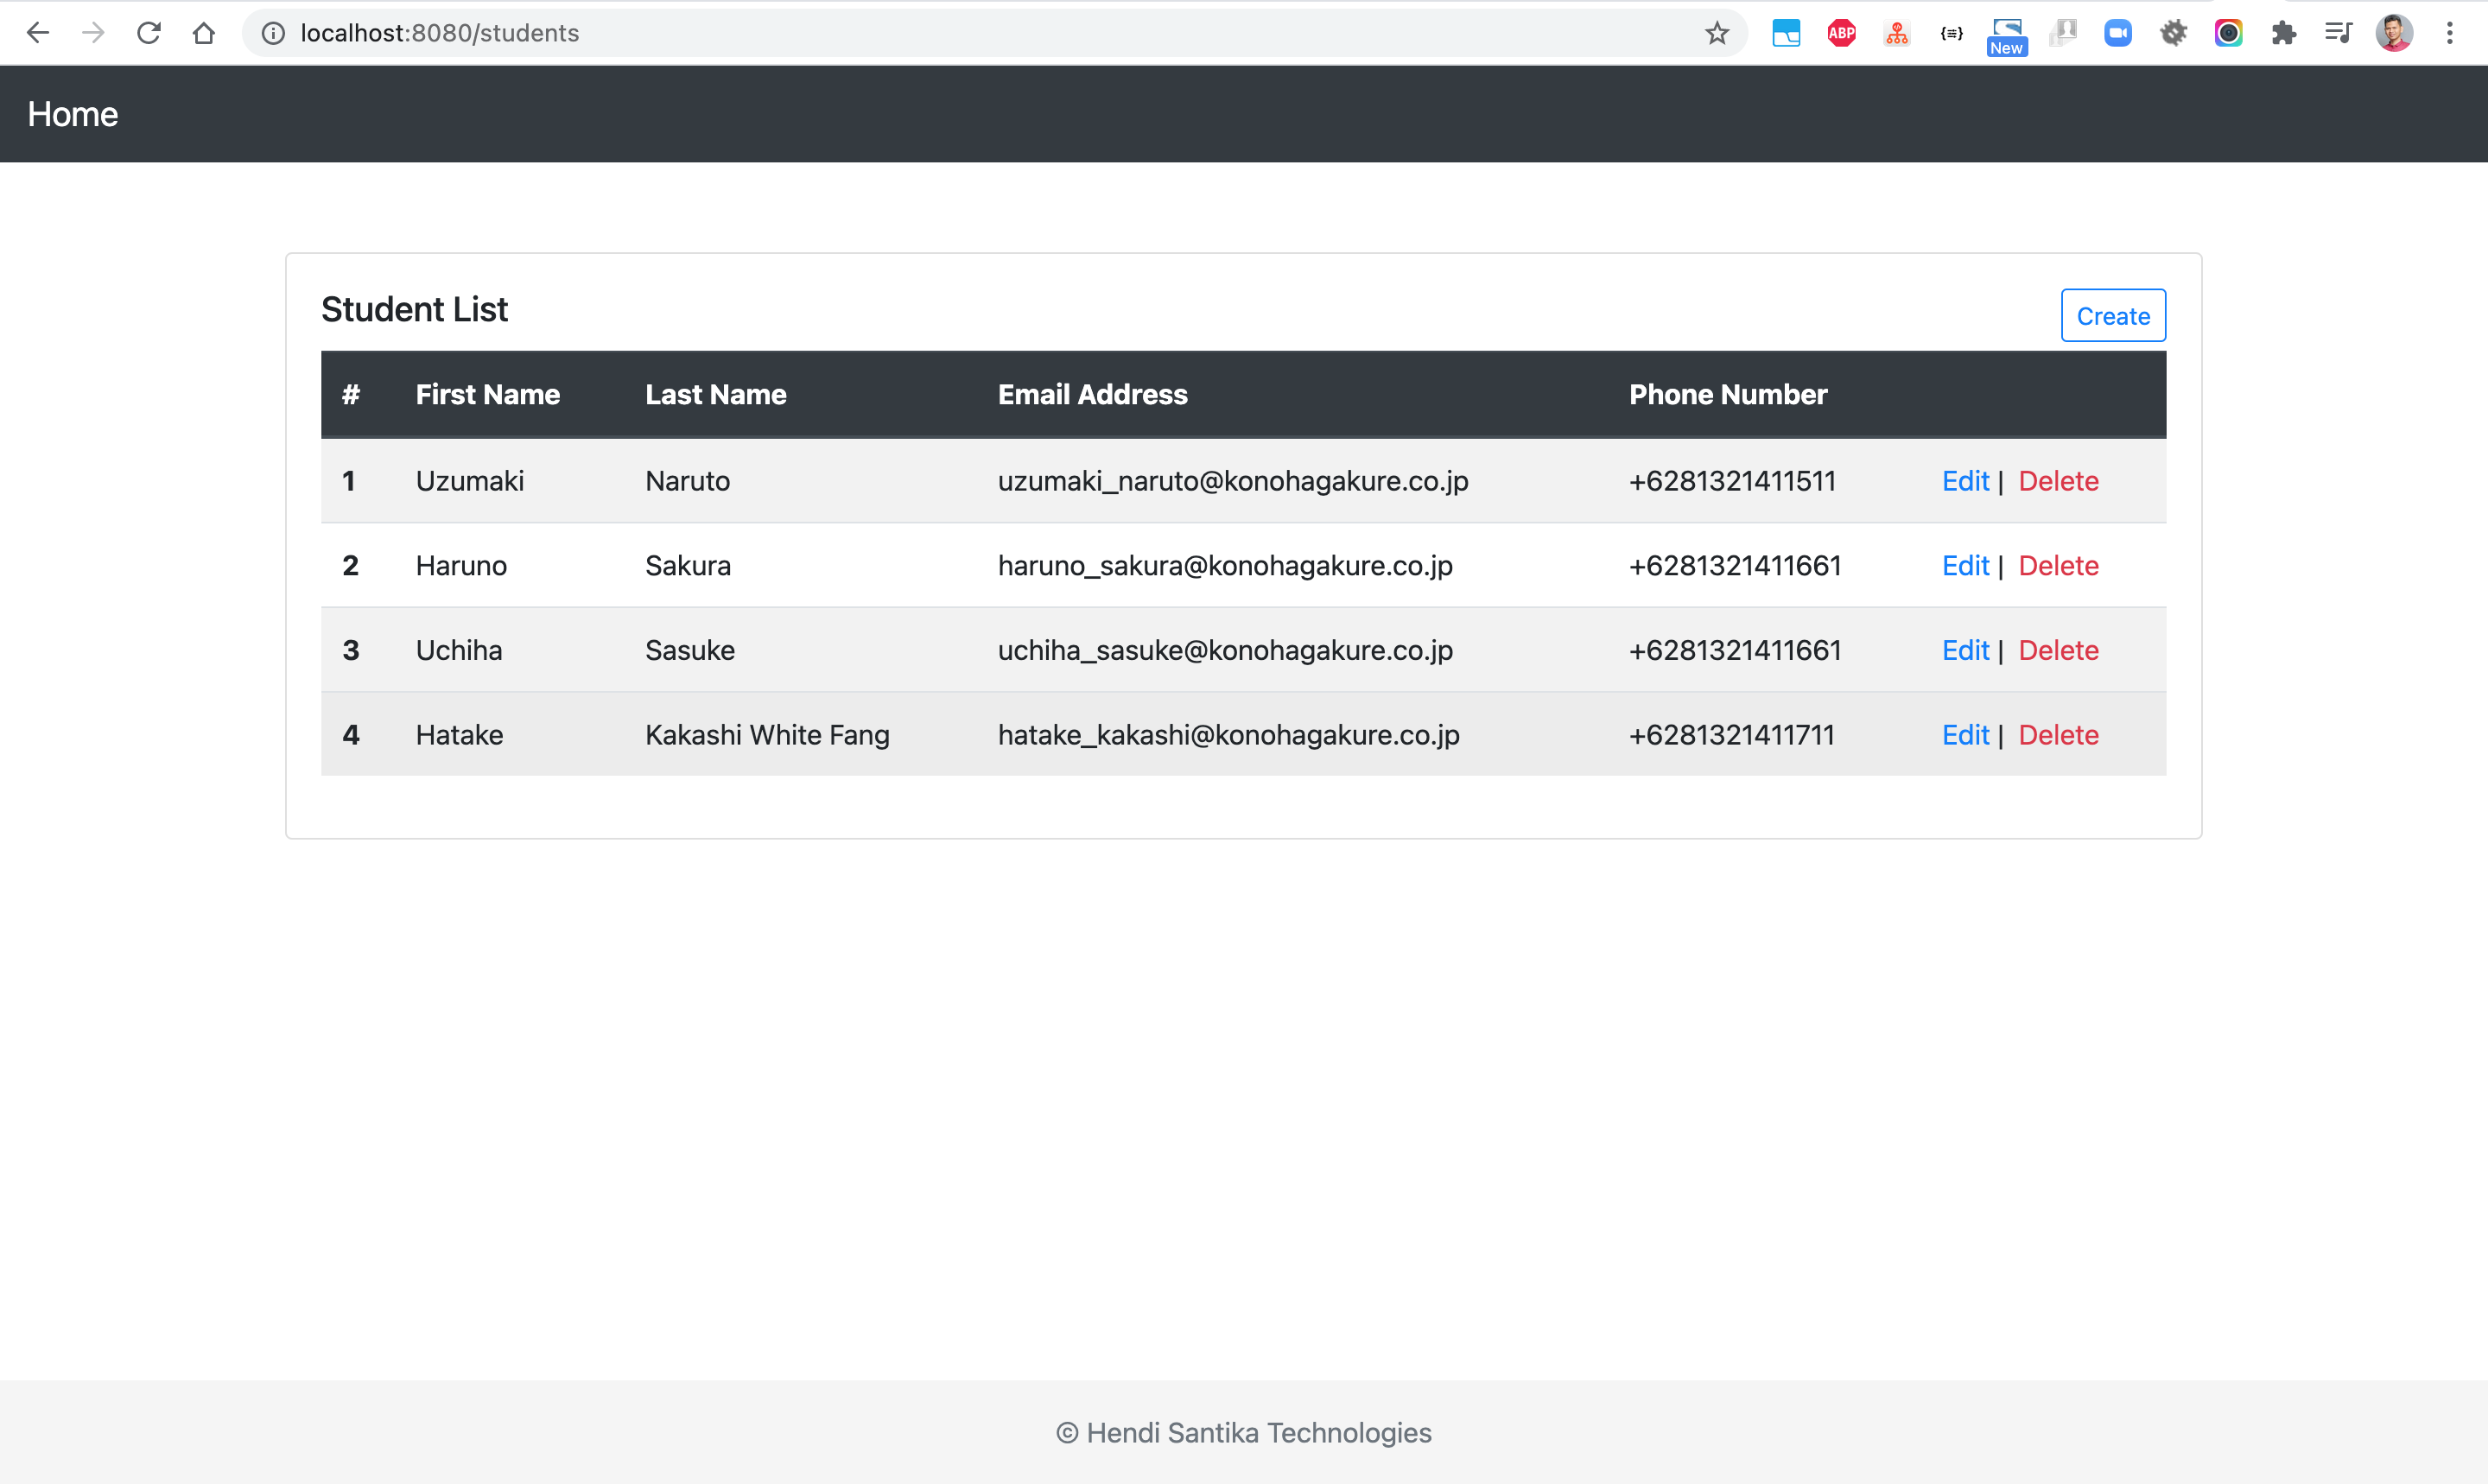 localhost:8080/students
ABP
{≡}
New
Home
Student List
Create
# First Name Last Name Email Address Phone Number
1 Uzumaki Naruto uzumaki_naruto@konohagakure.co.jp +6281321411511 Edit | Delete
2 Haruno Sakura haruno_sakura@konohagakure.co.jp +6281321411661 Edit | Delete
3 Uchiha Sasuke uchiha_sasuke@konohagakure.co.jp +6281321411661 Edit | Delete
4 Hatake Kakashi White Fang hatake_kakashi@konohagakure.co.jp +6281321411711 Edit | Delete
© Hendi Santika Technologies